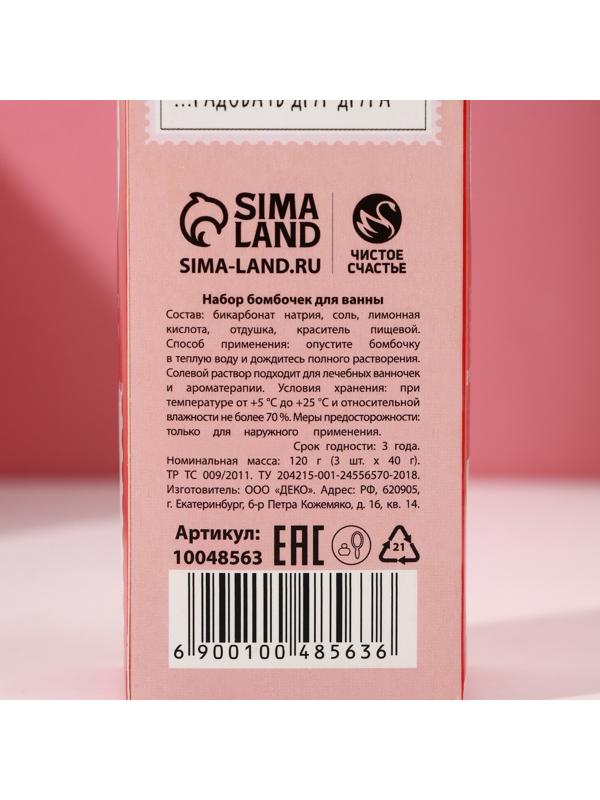 ...РАДОВАТЬ ДРУГ ДРУГА
SIMA
LAND
SIMA-LAND.RU
ЧИСТОЕ
СЧАСТЬЕ
Набор бомбочек для ванны
Состав: бикарбонат натрия, соль, лимонная
кислота, отдушка, краситель пищевой.
Способ применения: опустите бомбочку
в теплую воду и дождитесь полного растворения.
Солевой раствор подходит для лечебных ванночек
и ароматерапии. Условия хранения: при
температуре от +5 °С до +25 °С и относительной
влажности не более 70 %. Меры предосторожности:
только для наружного применения.
Срок годности: 3 года.
Номинальная масса: 120 г (3 шт. х 40 г).
ТР ТС 009/2011. ТУ 204215-001-24556570-2018.
Изготовитель: ООО «ДЕКО». Адрес: РФ, 620905,
г. Екатеринбург, б-р Петра Кожемяко, д. 16, кв. 14.
Артикул:
10048563
EAC
21
6 900100 485636